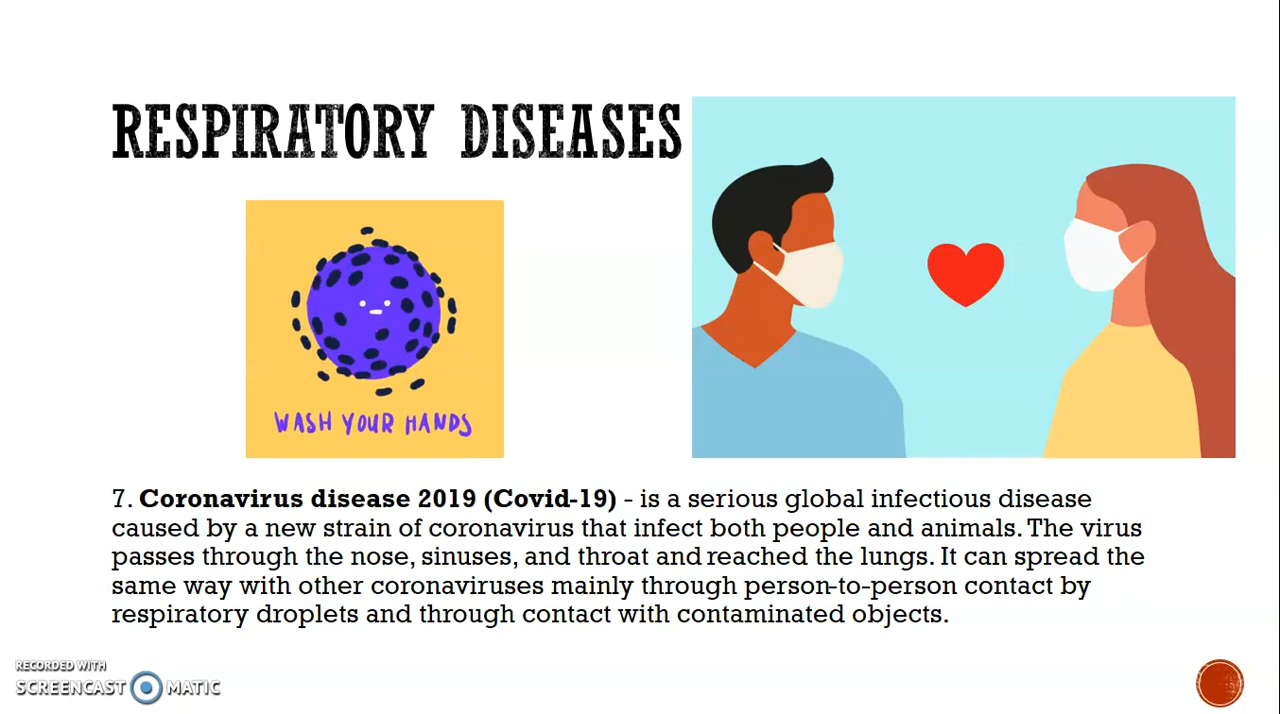 RESPIRATORY DISEASES
WASH YOUR HANDS
7. Coronavirus disease 2019 (Covid-19) - is a serious global infectious disease
caused by a new strain of coronavirus that infect both people and animals. The virus
passes through the nose, sinuses, and throat and reached the lungs. It can spread the
same way with other coronaviruses mainly through person-to-person contact by
respiratory droplets and through contact with contaminated objects.
RECORDED WITH
SCREENCAST MATIC